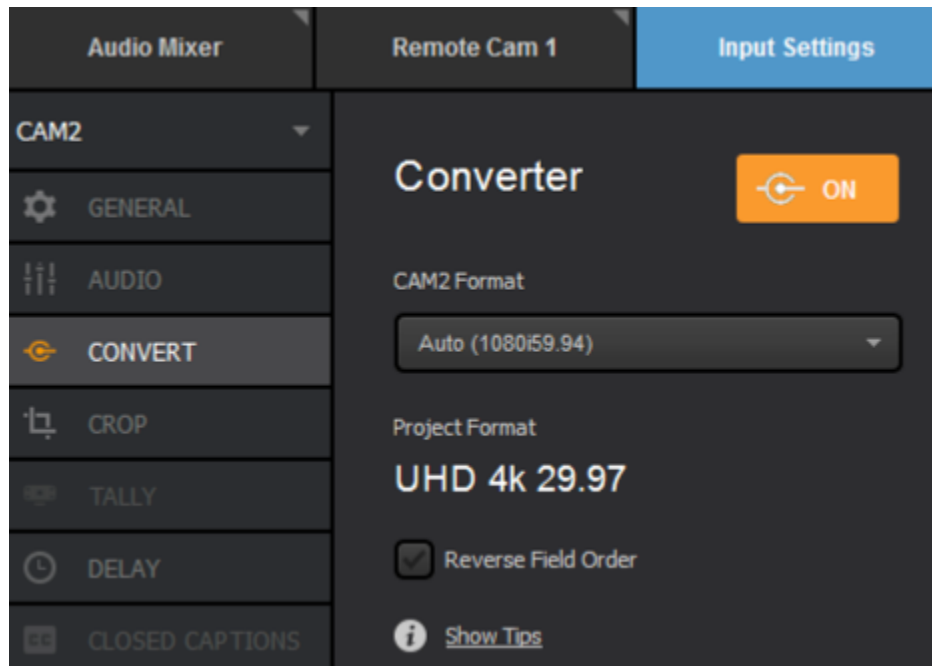 Audio Mixer
Remote Cam 1
Input Settings
CAM2
GENERAL
AUDIO
CONVERT
CROP
TALLY
DELAY
CC CLOSED CAPTIONS
Converter
ON
CAM2 Format
Auto (1080i59.94)
Project Format
UHD 4k 29.97
Reverse Field Order
i Show Tips